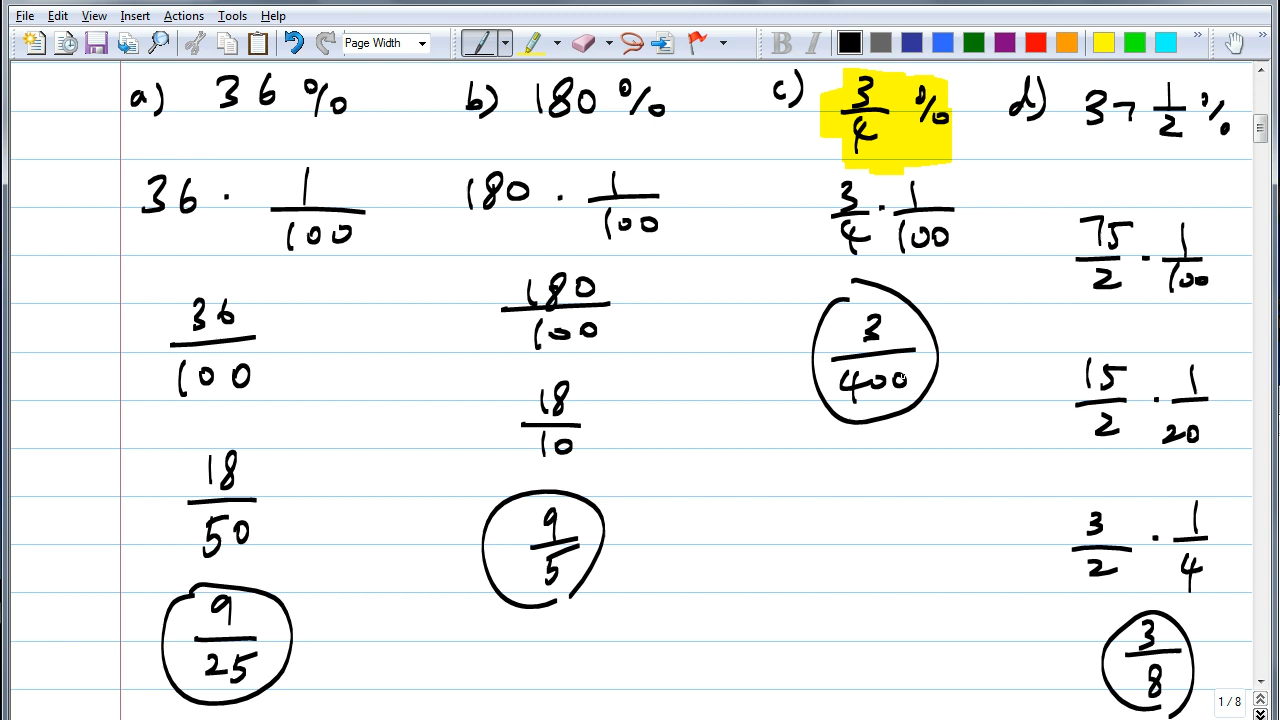 File Edit View Insert Actions Tools Help
Page Width B I »
a) 36 %
36 · 1/100
36/100
18/50
9/25
b) 180 %
180 · 1/100
180/100
18/10
9/5
c) 3/4 %
3/4 · 1/100
3/400
d) 37 1/2 %
75/2 · 1/100
15/2 · 1/20
3/2 · 1/4
3/8
1 / 8